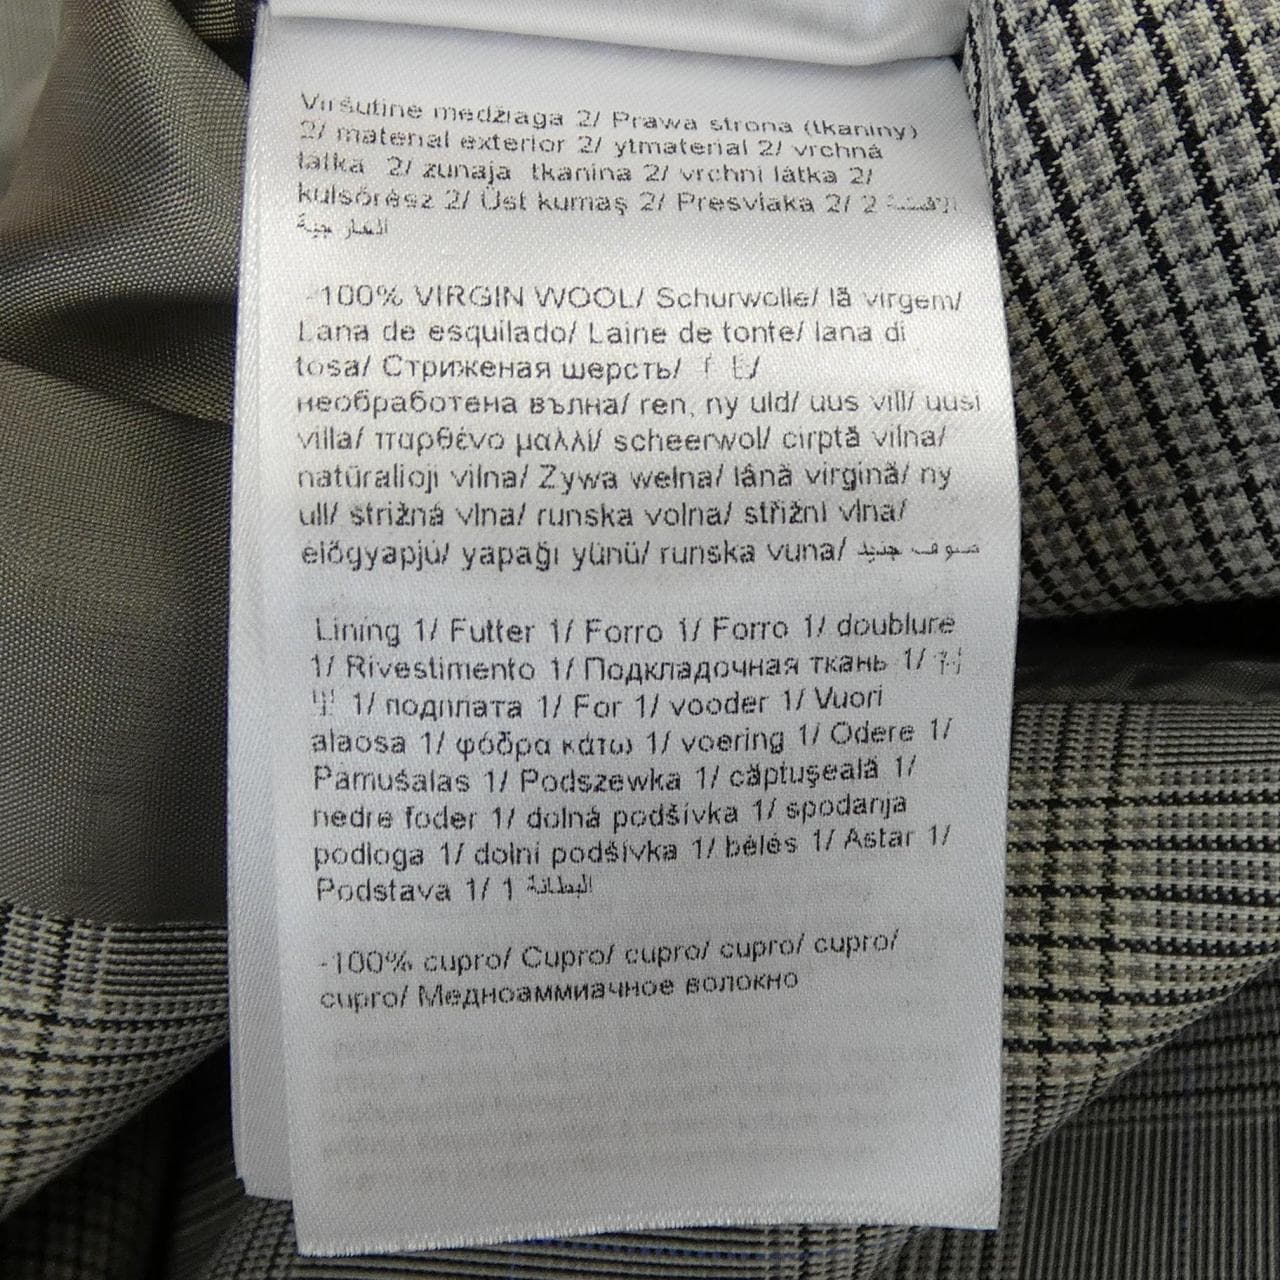 Viršutine medžiaga 2/ Prawa strona (tkaniny)
2/ material exterior 2/ ytmaterial 2/ vrchná
látka 2/ zunaja tkanina 2/ vrchní látka 2/
külsőrész 2/ Üst kumaş 2/ Presvlaka 2/ 2 الاقمشة
الخارجية
-100% VIRGIN WOOL/ Schurwolle/ lã virgem/
Lana de esquilado/ Laine de tonte/ lana di
tosa/ Стриженая шерсть/
необработена вълна/ ren, ny uld/ uus vill/ uusi
villa/ παρθένο μαλλί/ scheerwol/ cirptā vilna/
natūralioji vilna/ Żywa wełna/ lână virgină/ ny
ull/ strižná vlna/ runska volna/ střižní vlna/
élőgyapjú/ yapağı yünü/ runska vuna/ صوف جديد
Lining 1/ Futter 1/ Forro 1/ Forro 1/ doublure
1/ Rivestimento 1/ Подкладочная ткань 1/
1/ подплата 1/ For 1/ vooder 1/ Vuori
alaosa 1/ φόδρα κάτω 1/ voering 1/ Odere 1/
Pamušalas 1/ Podszewka 1/ căptuşeală 1/
nedre foder 1/ dolná podšívka 1/ spodanja
podloga 1/ dolní podšívka 1/ bélés 1/ Astar 1/
Podstava 1/ 1 البطانة
-100% cupro/ Cupro/ cupro/ cupro/ cupro/
cupro/ Медноаммиачное волокно